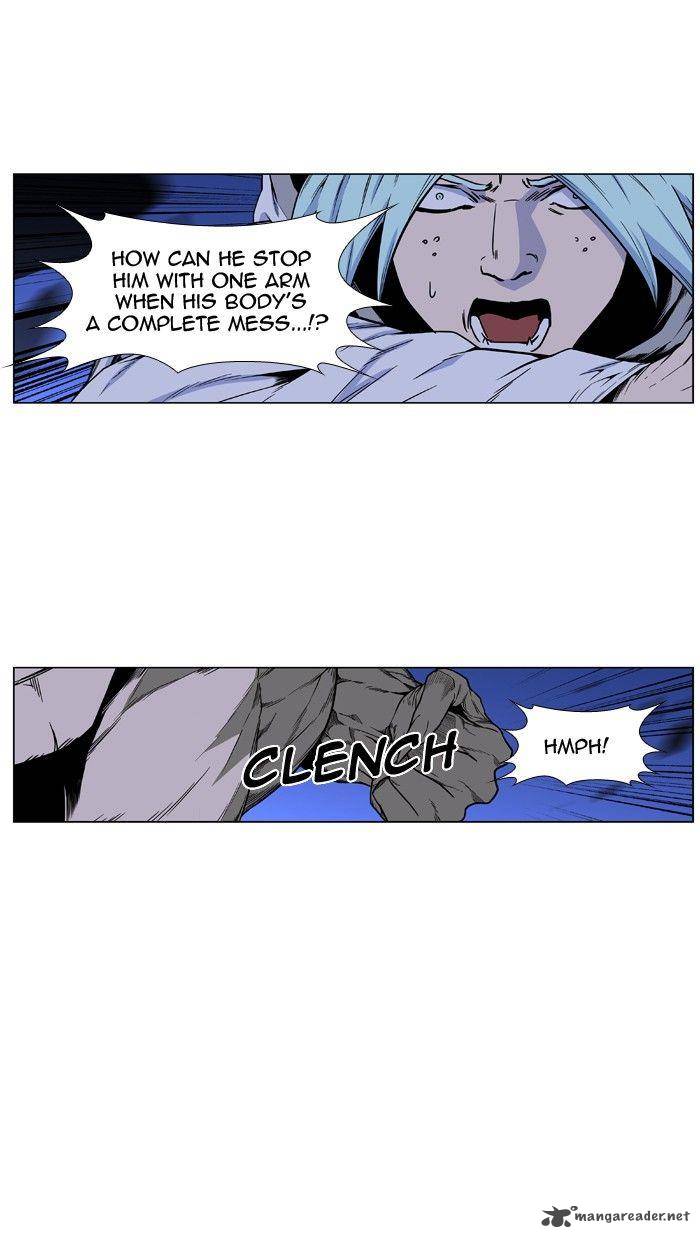 HOW CAN HE STOP
HIM WITH ONE ARM
WHEN HIS BODY'S
A COMPLETE MESS...!?
CLENCH
HMPH!
mangareader.net